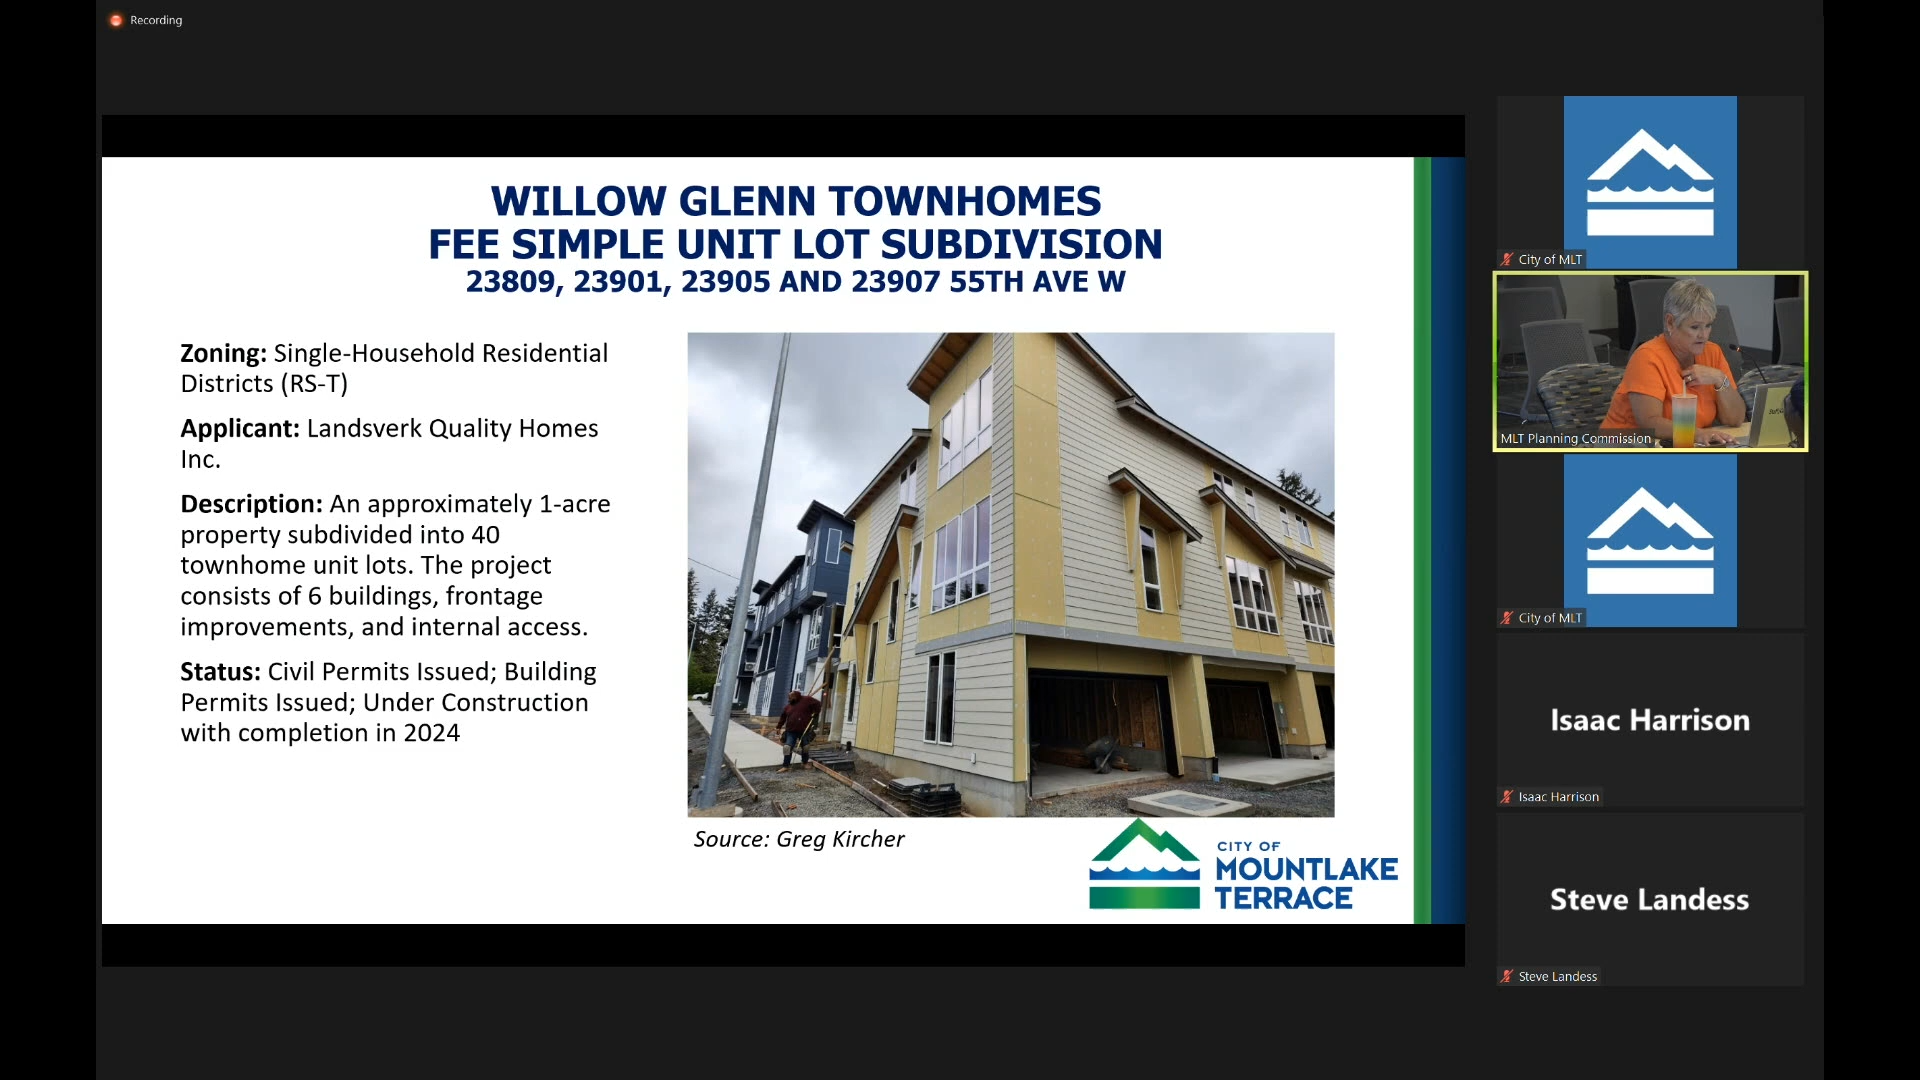 Recording
WILLOW GLENN TOWNHOMES
FEE SIMPLE UNIT LOT SUBDIVISION
23809, 23901, 23905 AND 23907 55TH AVE W
Zoning: Single-Household Residential
Districts (RS-T)
Applicant: Landsverk Quality Homes
Inc.
Description: An approximately 1-acre
property subdivided into 40
townhome unit lots. The project
consists of 6 buildings, frontage
improvements, and internal access.
Status: Civil Permits Issued; Building
Permits Issued; Under Construction
with completion in 2024
Source: Greg Kircher
CITY OF
MOUNTLAKE
TERRACE
City of MLT
MLT Planning Commission
City of MLT
Isaac Harrison
Isaac Harrison
Steve Landess
Steve Landess